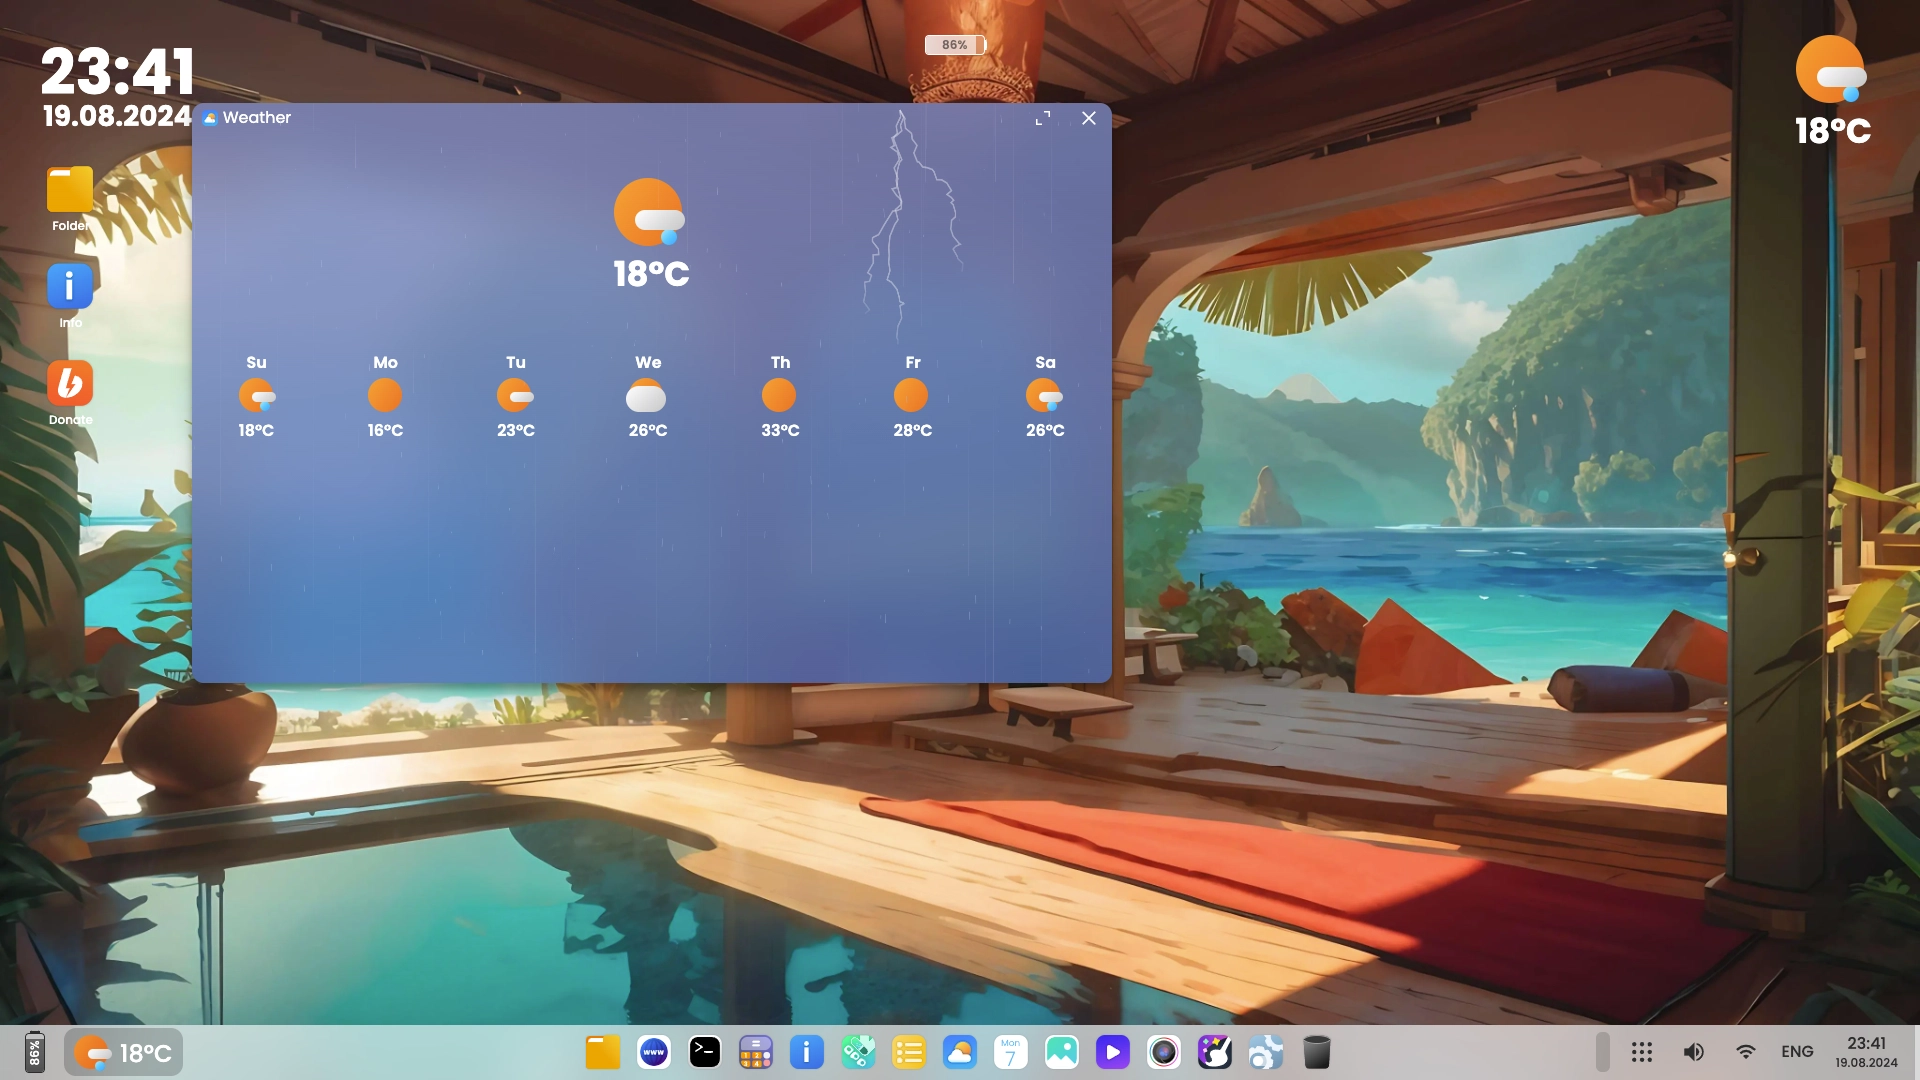 23:41
19.08.2024
86%
18°C
Folder
Info
Donate
Weather
18°C
Su Mo Tu We Th Fr Sa
18°C 16°C 23°C 26°C 33°C 28°C 26°C
86%
18°C
www
>_
Mon
7
ENG
23:41
19.08.2024